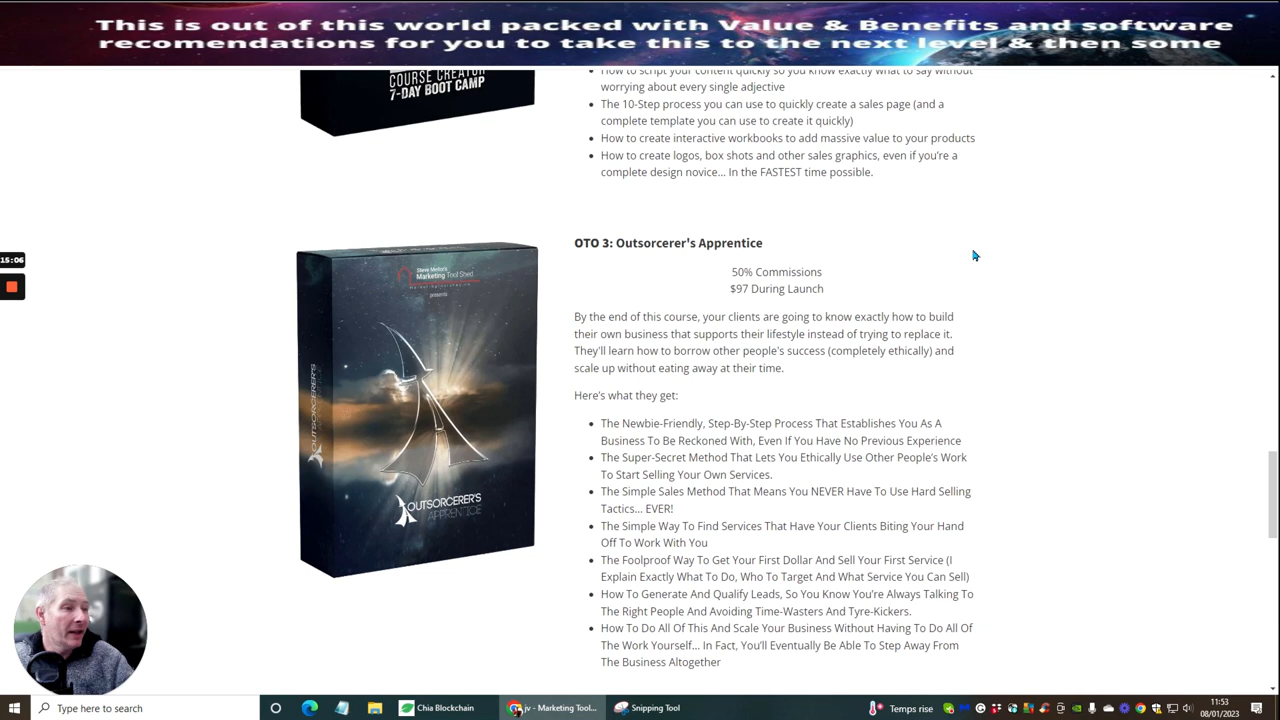 This is out of this world packed with Value & Benefits and software
recomendations for you to take this to the next level & then some
COURSE CREATOR
7-DAY BOOT CAMP
How to script your content quickly so you know exactly what to say without
worrying about every single adjective
The 10-Step process you can use to quickly create a sales page (and a
complete template you can use to create it quickly)
How to create interactive workbooks to add massive value to your products
How to create logos, box shots and other sales graphics, even if you're a
complete design novice... In the FASTEST time possible.
15:06
OTO 3: Outsorcerer's Apprentice
50% Commissions
$97 During Launch
By the end of this course, your clients are going to know exactly how to build
their own business that supports their lifestyle instead of trying to replace it.
They'll learn how to borrow other people's success (completely ethically) and
scale up without eating away at their time.
Here's what they get:
The Newbie-Friendly, Step-By-Step Process That Establishes You As A
Business To Be Reckoned With, Even If You Have No Previous Experience
The Super-Secret Method That Lets You Ethically Use Other People's Work
To Start Selling Your Own Services.
The Simple Sales Method That Means You NEVER Have To Use Hard Selling
Tactics... EVER!
The Simple Way To Find Services That Have Your Clients Biting Your Hand
Off To Work With You
The Foolproof Way To Get Your First Dollar And Sell Your First Service (I
Explain Exactly What To Do, Who To Target And What Service You Can Sell)
How To Generate And Qualify Leads, So You Know You're Always Talking To
The Right People And Avoiding Time-Wasters And Tyre-Kickers.
How To Do All Of This And Scale Your Business Without Having To Do All Of
The Work Yourself... In Fact, You'll Eventually Be Able To Step Away From
The Business Altogether
Marketing Tool Shed
presents
OUTSORCERER'S
APPRENTICE
OUTSORCERER'S
APPRENTICE
Type here to search
Chia Blockchain
jv - Marketing Tool...
Snipping Tool
Temps rise
11:53
08/01/2023